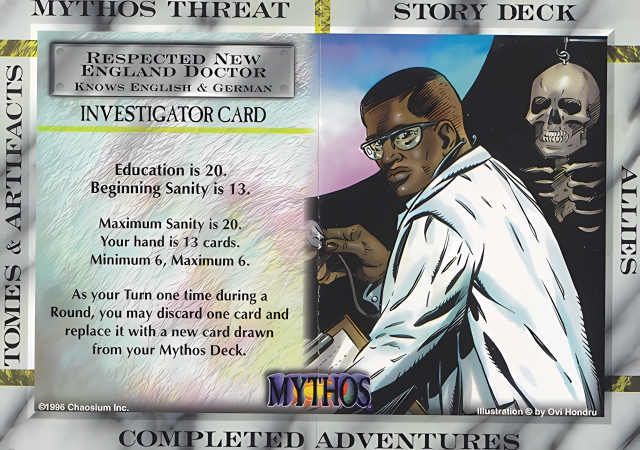 MYTHOS THREAT
STORY DECK
TOMES & ARTIFACTS
RESPECTED NEW
ENGLAND DOCTOR
KNOWS ENGLISH & GERMAN
INVESTIGATOR CARD
Education is 20.
Beginning Sanity is 13.
Maximum Sanity is 20.
Your hand is 13 cards.
Minimum 6, Maximum 6.
As your Turn one time during a
Round, you may discard one card and
replace it with a new card drawn
from your Mythos Deck.
MYTHOS
©1996 Chaosium Inc.
Illustration © by Ovi Hondru
ALLIES
COMPLETED ADVENTURES